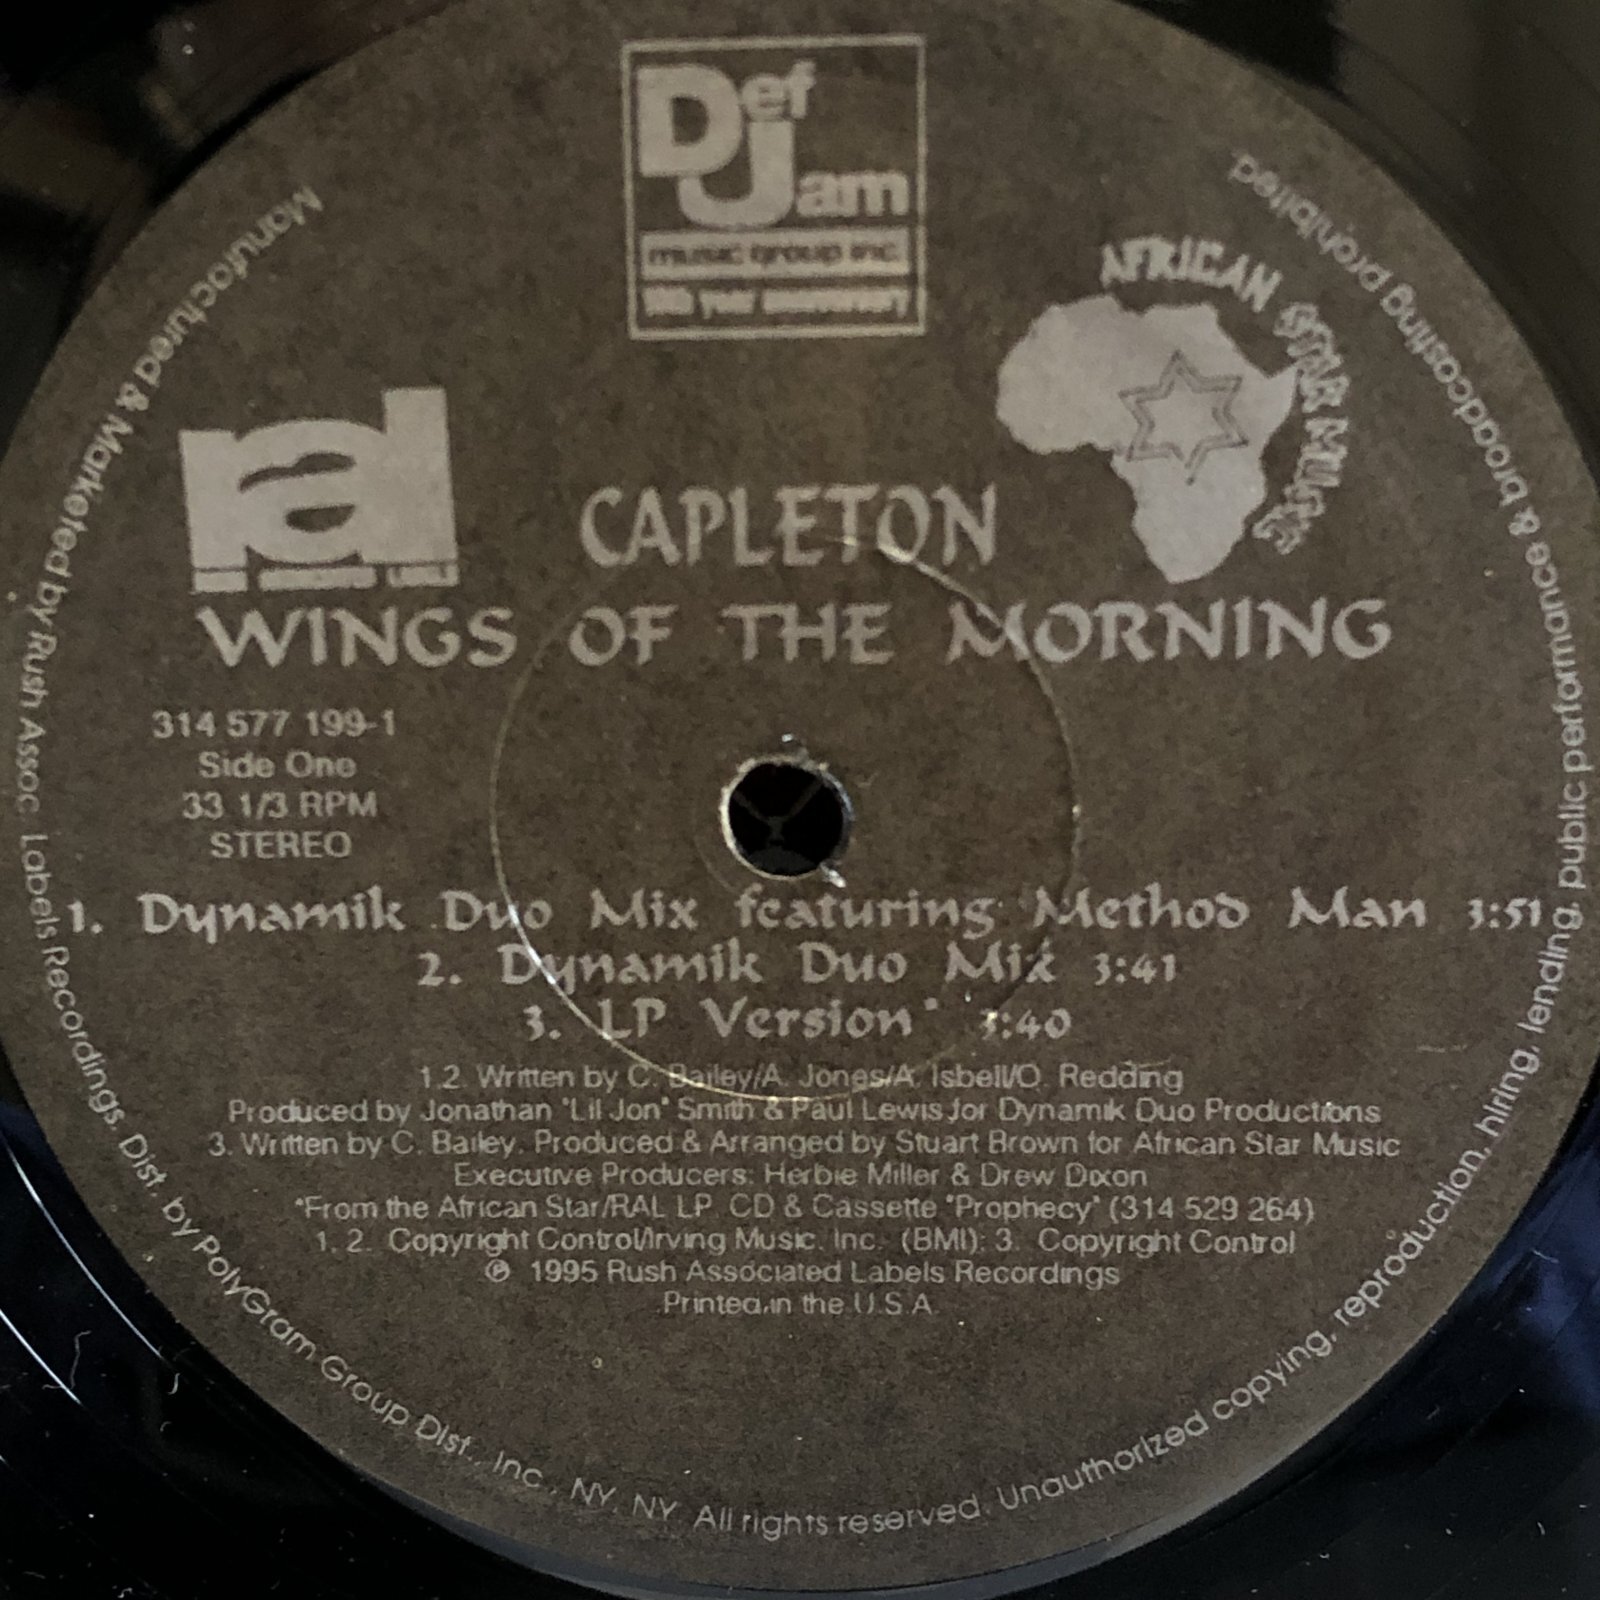 Def Jam
music group inc.
10th year anniversary
AFRICAN STAR MUSIC
ral
RUSH ASSOCIATED LABELS
CAPLETON
WINGS OF THE MORNING
314 577 199-1
Side One
33 1/3 RPM
STEREO
1. Dynamik Duo Mix featuring Method Man 3:51
2. Dynamik Duo Mix 3:41
3. LP Version* 3:40
1.2. Written by C. Bailey/A. Jones/A. Isbell/O. Redding
Produced by Jonathan "Lil Jon" Smith & Paul Lewis for Dynamik Duo Productions
3. Written by C. Bailey. Produced & Arranged by Stuart Brown for African Star Music
Executive Producers: Herbie Miller & Drew Dixon
*From the African Star/RAL LP. CD & Cassette "Prophecy" (314 529 264)
1. 2. Copyright Control/Irving Music. Inc. (BMI); 3. Copyright Control
℗ 1995 Rush Associated Labels Recordings
Printed in the U.S.A.
Manufactured & Marketed by Rush Assoc. Labels Recordings. Dist. by PolyGram Group Dist., Inc., NY, NY. All rights reserved. Unauthorized copying, reproduction, hiring, lending, public performance & broadcasting prohibited